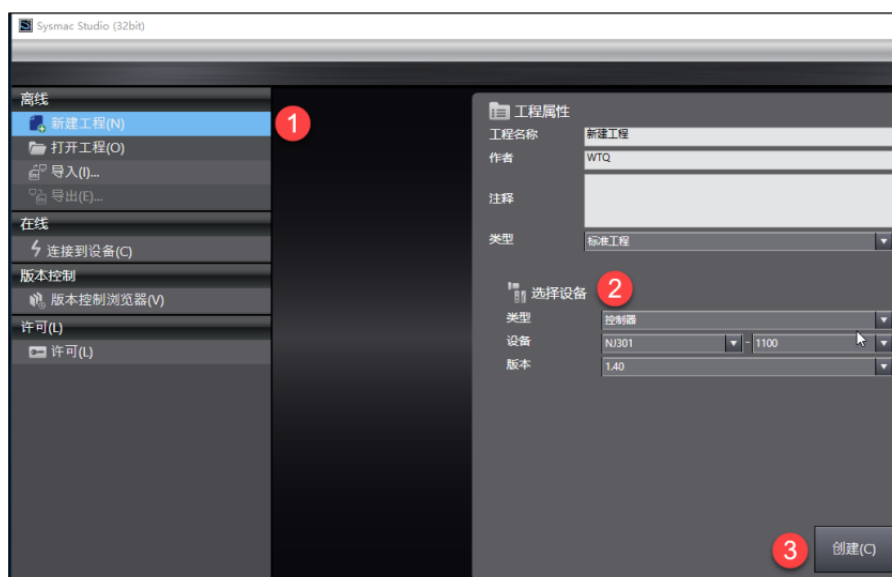 Sysmac Studio (32bit)
离线
新建工程(N)
打开工程(O)
导入(I)...
导出(E)...
在线
连接到设备(C)
版本控制
版本控制浏览器(V)
许可(L)
许可(L)
1
工程属性
工程名称 新建工程
作者 WTQ
注释
类型 标准工程
选择设备 2
类型 控制器
设备 NJ301 - 1100
版本 1.40
3 创建(C)